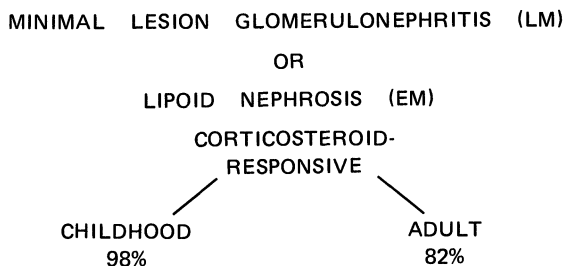 MINIMAL LESION GLOMERULONEPHRITIS (LM)
OR
LIPOID NEPHROSIS (EM)
CORTICOSTEROID-
RESPONSIVE
CHILDHOOD ADULT
98% 82%